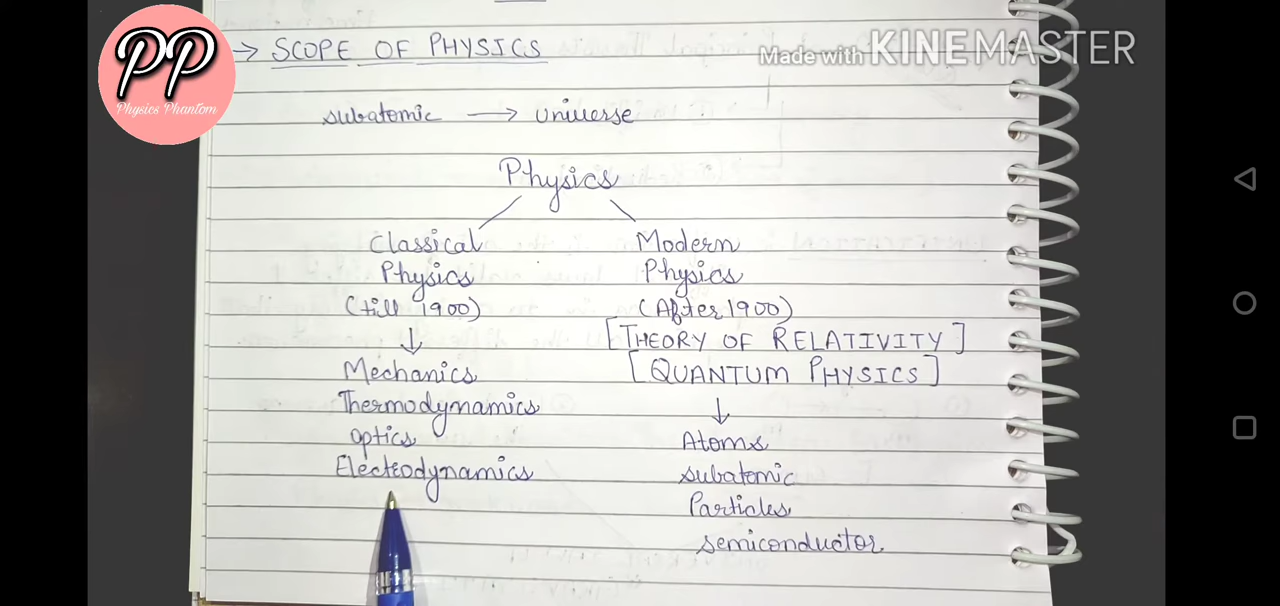 PP
Physics Phantom
→ SCOPE OF PHYSICS
Made with KINEMASTER
subatomic → universe
Physics
Classical Physics (till 1900)
↓
Mechanics
Thermodynamics
Optics
Electrodynamics
Modern Physics (After 1900)
[THEORY OF RELATIVITY]
[QUANTUM PHYSICS]
↓
Atoms
subatomic
Particles
semiconductor